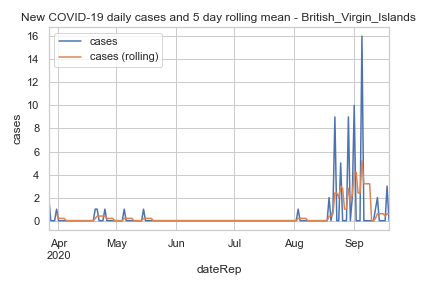 New COVID-19 daily cases and 5 day rolling mean - British_Virgin_Islands
cases
cases (rolling)
16
14
12
10
8
6
4
2
0
cases
Apr
2020
May
Jun
Jul
Aug
Sep
dateRep